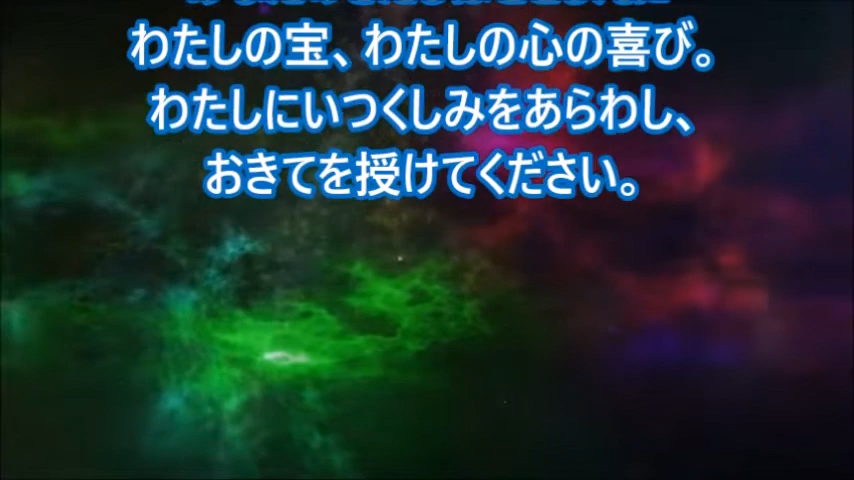 わたしの宝、わたしの心の喜び。
わたしにいつくしみをあらわし、
おきてを授けてください。